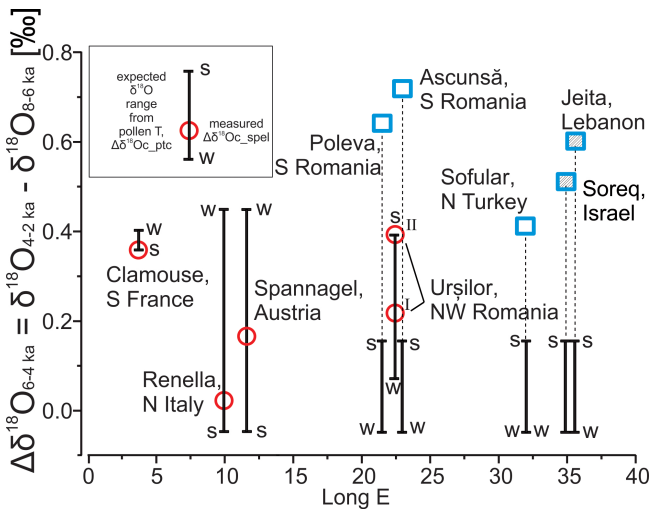 Δδ¹⁸O₆₋₄ ₖₐ = δ¹⁸O₄₋₂ ₖₐ - δ¹⁸O₈₋₆ ₖₐ [‰]
0.8
0.6
0.4
0.2
0.0
expected
δ¹⁸O
range
from
pollen T,
Δδ¹⁸Oc_ptc
s
w
measured
Δδ¹⁸Oc_spel
Ascunsă,
S Romania
Poleva,
S Romania
Jeita,
Lebanon
Sofular,
N Turkey
Soreq,
Israel
w
s
Clamouse,
S France
w
w
Spannagel,
Austria
Renella,
N Italy
s
s
s
II
I
w
Urșilor,
NW Romania
s
s
w
w
s
s
s
w
w
w
0
5
10
15
20
25
30
35
40
Long E